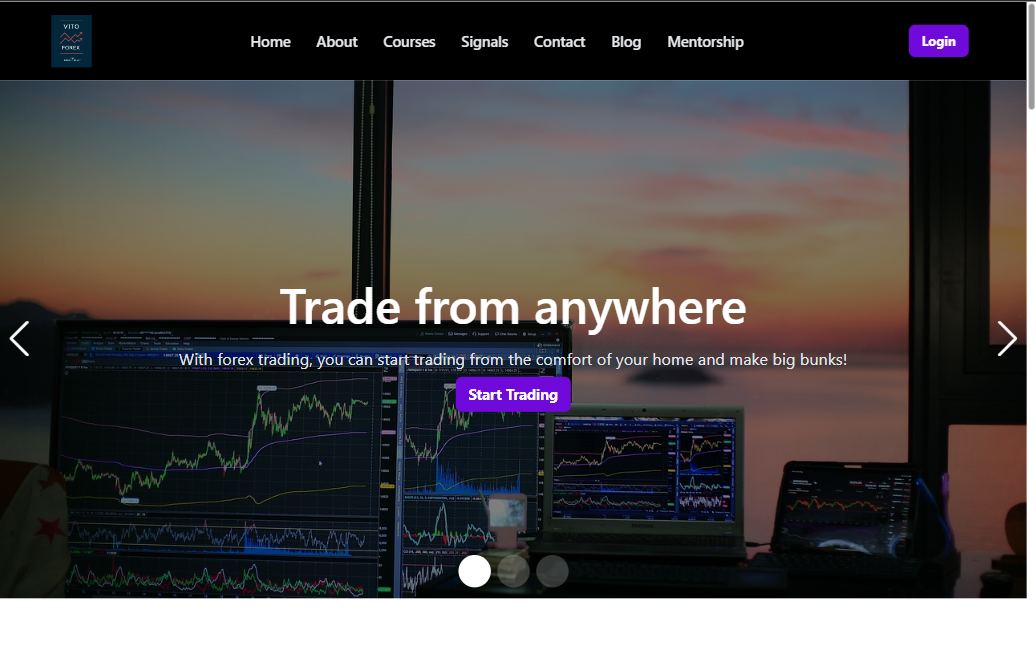 VITO
FOREX
Home About Courses Signals Contact Blog Mentorship
Login
Trade from anywhere
With forex trading, you can start trading from the comfort of your home and make big bunks!
Start Trading